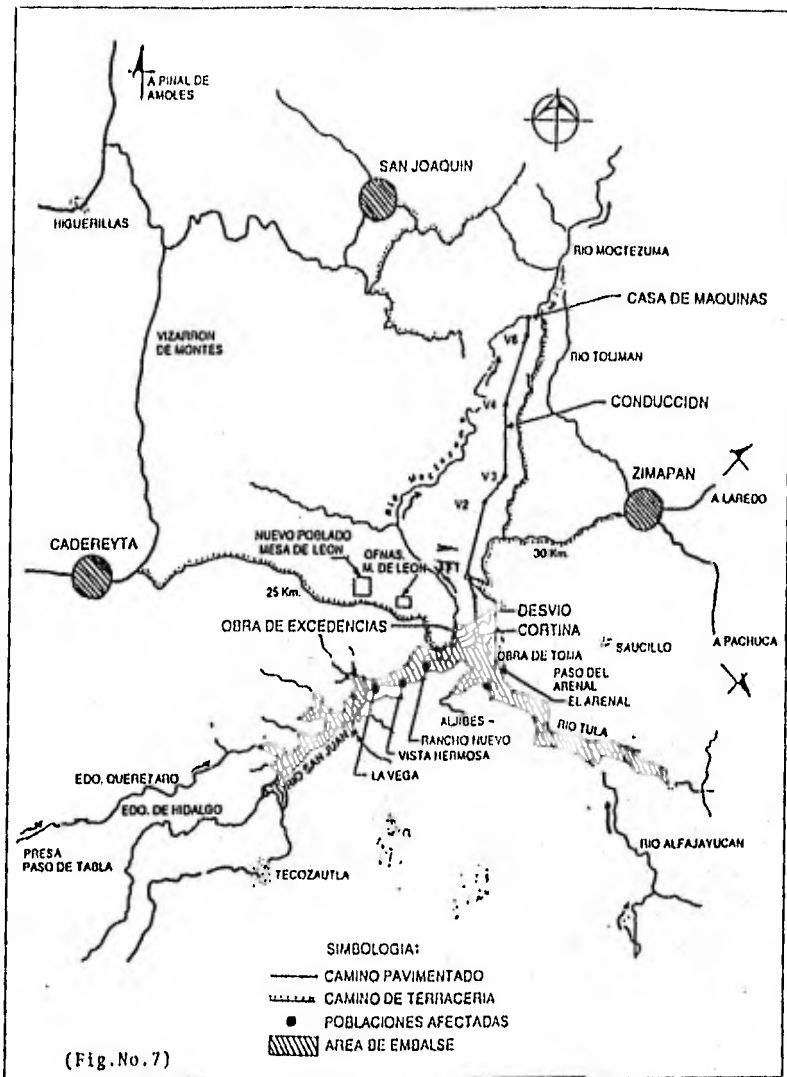 A PINAL DE
AMOLES
SAN JOAQUIN
HIGUERILLAS
RIO MOCTEZUMA
CASA DE MAQUINAS
VIZARRON
DE MONTES
V6
RIO TOLIMAN
V4
CONDUCCION
RIO MOCTEZUMA
V3
ZIMAPAN
V2
A LAREDO
NUEVO POBLADO
MESA DE LEON
OFNAS.
M. DE LEON
CADEREYTA
30 Km.
25 Km.
DESVIO
OBRA DE EXCEDENCIAS
CORTINA
A PACHUCA
OBRA DE TOMA
SAUCILLO
PASO DEL
ARENAL
EL ARENAL
ALJIBES
RIO TULA
RANCHO NUEVO
VISTA HERMOSA
RIO SAN JUAN
LA VEGA
EDO. QUERETARO
EDO. DE HIDALGO
PRESA
PASO DE TABLA
RIO ALFAJAYUCAN
TECOZAUTLA
SIMBOLOGIA:
CAMINO PAVIMENTADO
CAMINO DE TERRACERIA
POBLACIONES AFECTADAS
AREA DE EMBALSE
(Fig.No.7)